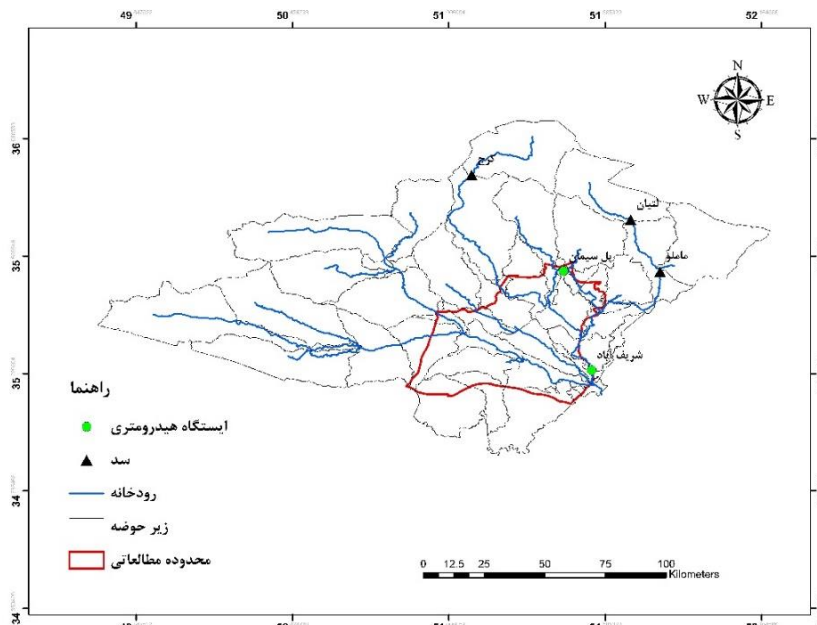 49 50 51 51 52
N
W E
S
36
35
35
34
34
کرج
لتیان
ماملو
پل سیمان
شریف آباد
راهنما
ایستگاه هیدرومتری
سد
رودخانه
زیر حوضه
محدوده مطالعاتی
0 12.5 25 50 75 100
Kilometers